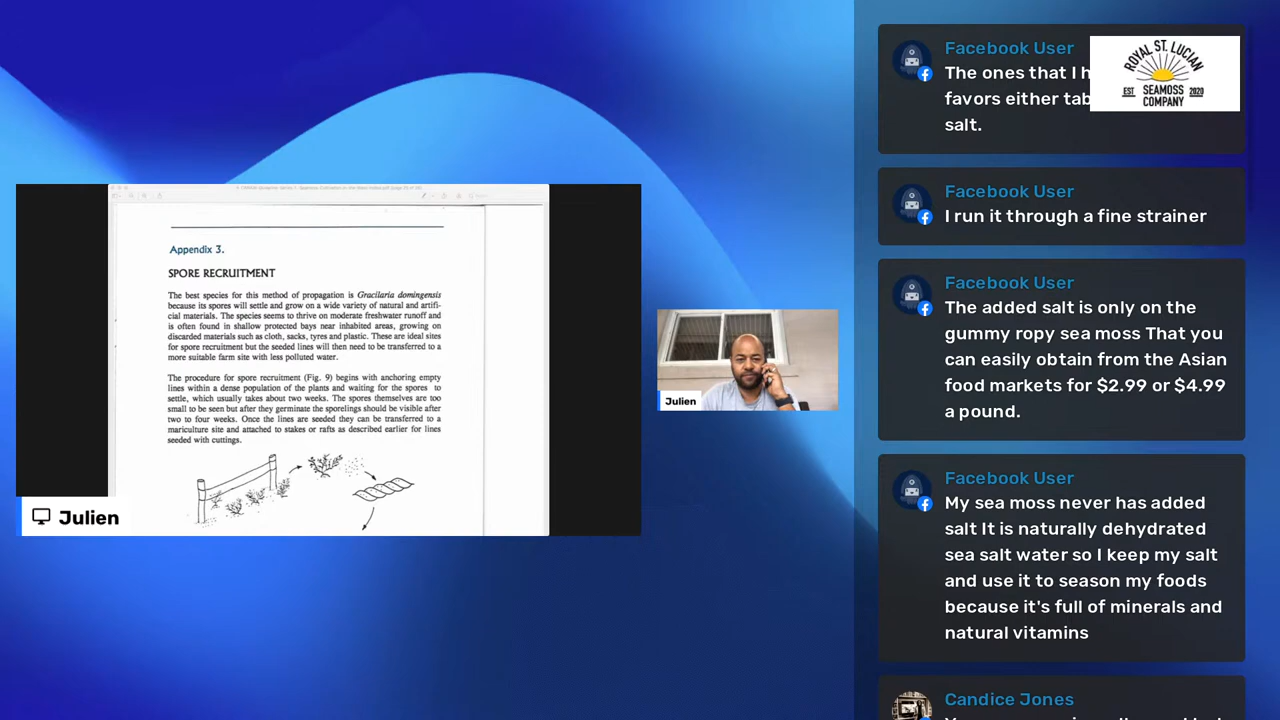 Appendix 3.
SPORE RECRUITMENT
The best species for this method of propagation is Gracilaria domingensis
because its spores will settle and grow on a wide variety of natural and artifi-
cial materials. The species seems to thrive on moderate freshwater runoff and
is often found in shallow protected bays near inhabited areas, growing on
discarded materials such as cloth, sacks, tyres and plastic. These are ideal sites
for spore recruitment but the seeded lines will then need to be transferred to a
more suitable farm site with less polluted water.
The procedure for spore recruitment (Fig. 9) begins with anchoring empty
lines within a dense population of the plants and waiting for the spores to
settle, which usually takes about two weeks. The spores themselves are too
small to be seen but after they germinate the sporelings should be visible after
two to four weeks. Once the lines are seeded they can be transferred to a
mariculture site and attached to stakes or rafts as described earlier for lines
seeded with cuttings.
Julien
Julien
Facebook User
The ones that I
favors either
salt.
ROYAL ST. LUCIAN
EST SEAMOSS 2020
COMPANY
Facebook User
I run it through a fine strainer
Facebook User
The added salt is only on the
gummy ropy sea moss That you
can easily obtain from the Asian
food markets for $2.99 or $4.99
a pound.
Facebook User
My sea moss never has added
salt It is naturally dehydrated
sea salt water so I keep my salt
and use it to season my foods
because it's full of minerals and
natural vitamins
Candice Jones